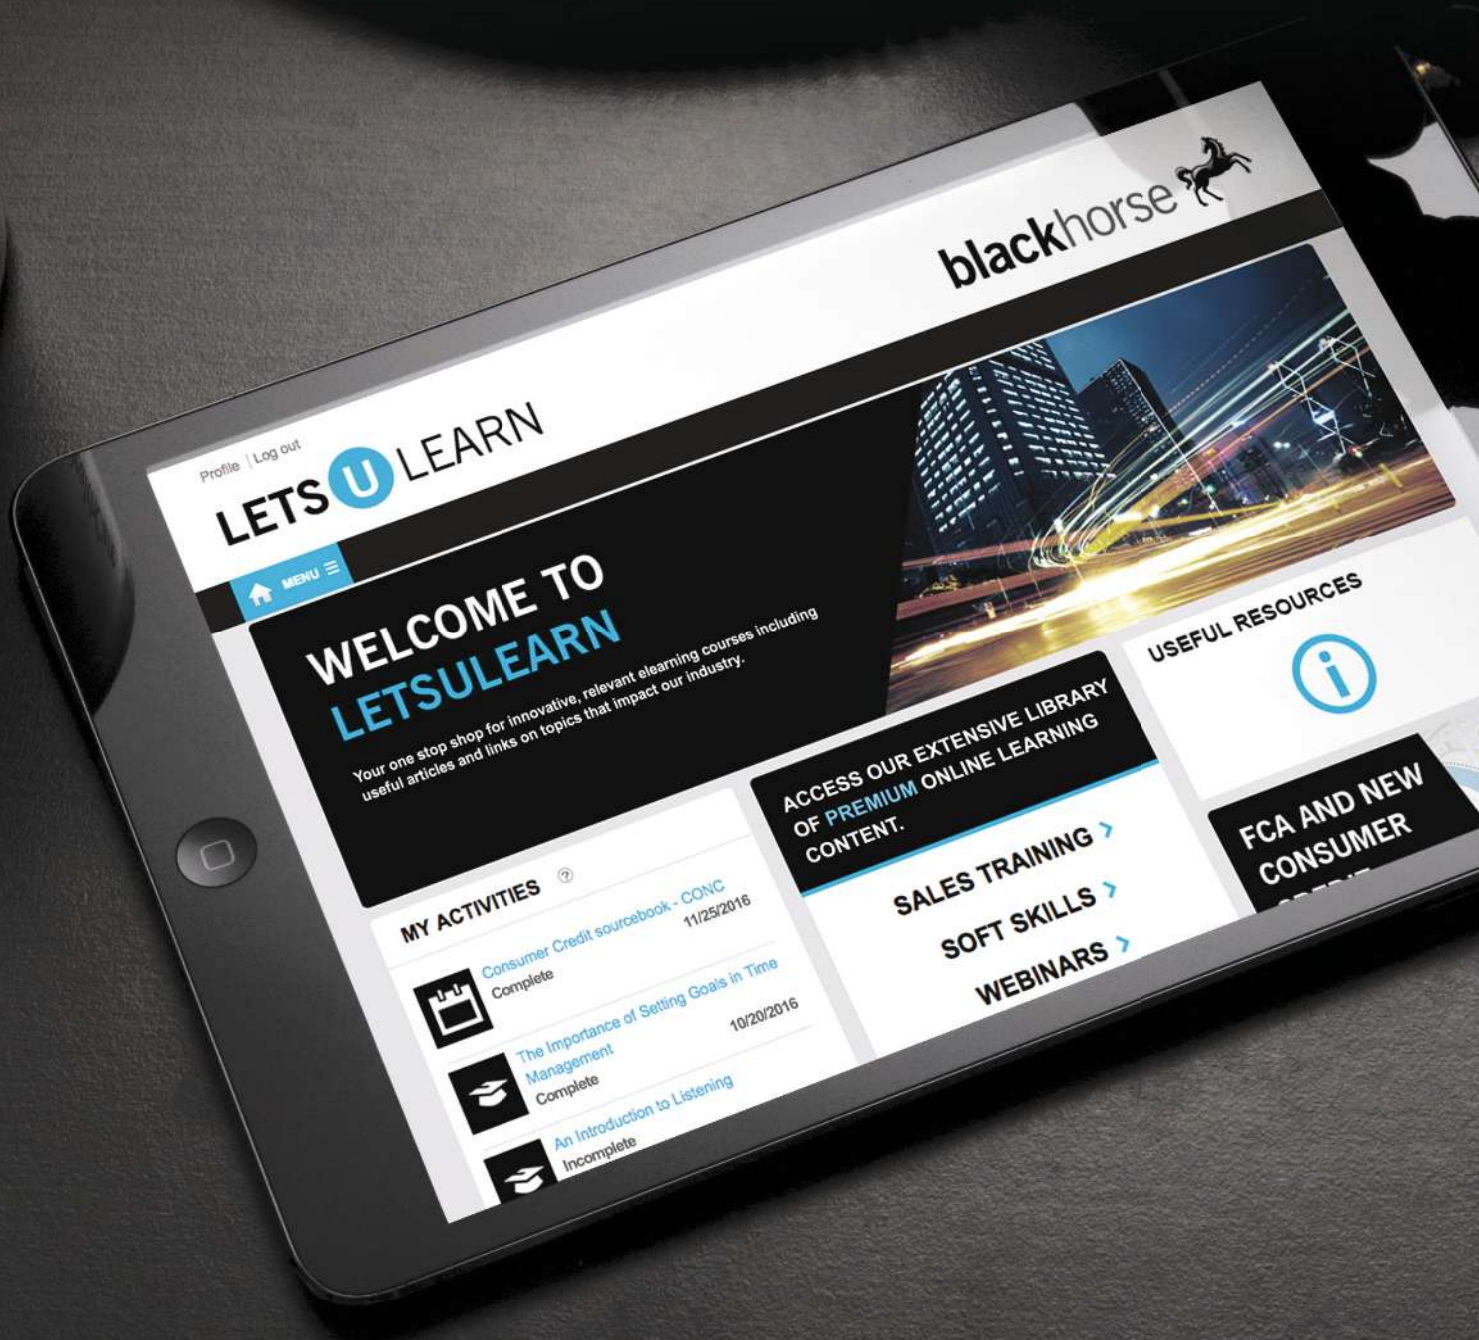 Profile | Log out
LETS U LEARN
blackhorse
MENU
WELCOME TO
LETSULEARN
Your one stop shop for innovative, relevant elearning courses including
useful articles and links on topics that impact our industry.
MY ACTIVITIES ?
Consumer Credit sourcebook - CONC
11/25/2016
Complete
The Importance of Setting Goals in Time
Management
10/20/2016
Complete
An Introduction to Listening
Incomplete
ACCESS OUR EXTENSIVE LIBRARY
OF PREMIUM ONLINE LEARNING
CONTENT.
SALES TRAINING >
SOFT SKILLS >
WEBINARS >
USEFUL RESOURCES
i
FCA AND NEW
CONSUMER